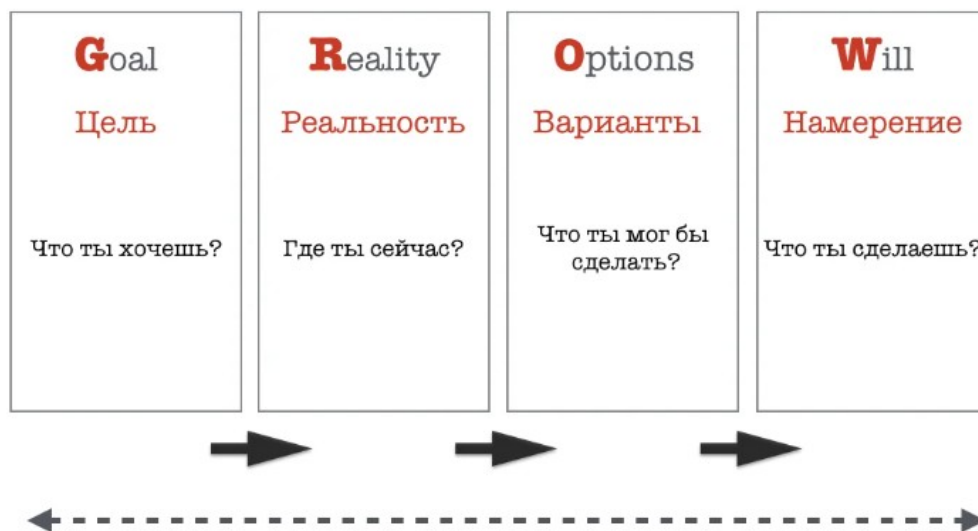 Goal
Цель
Что ты хочешь?
Reality
Реальность
Где ты сейчас?
Options
Варианты
Что ты мог бы
сделать?
Will
Намерение
Что ты сделаешь?